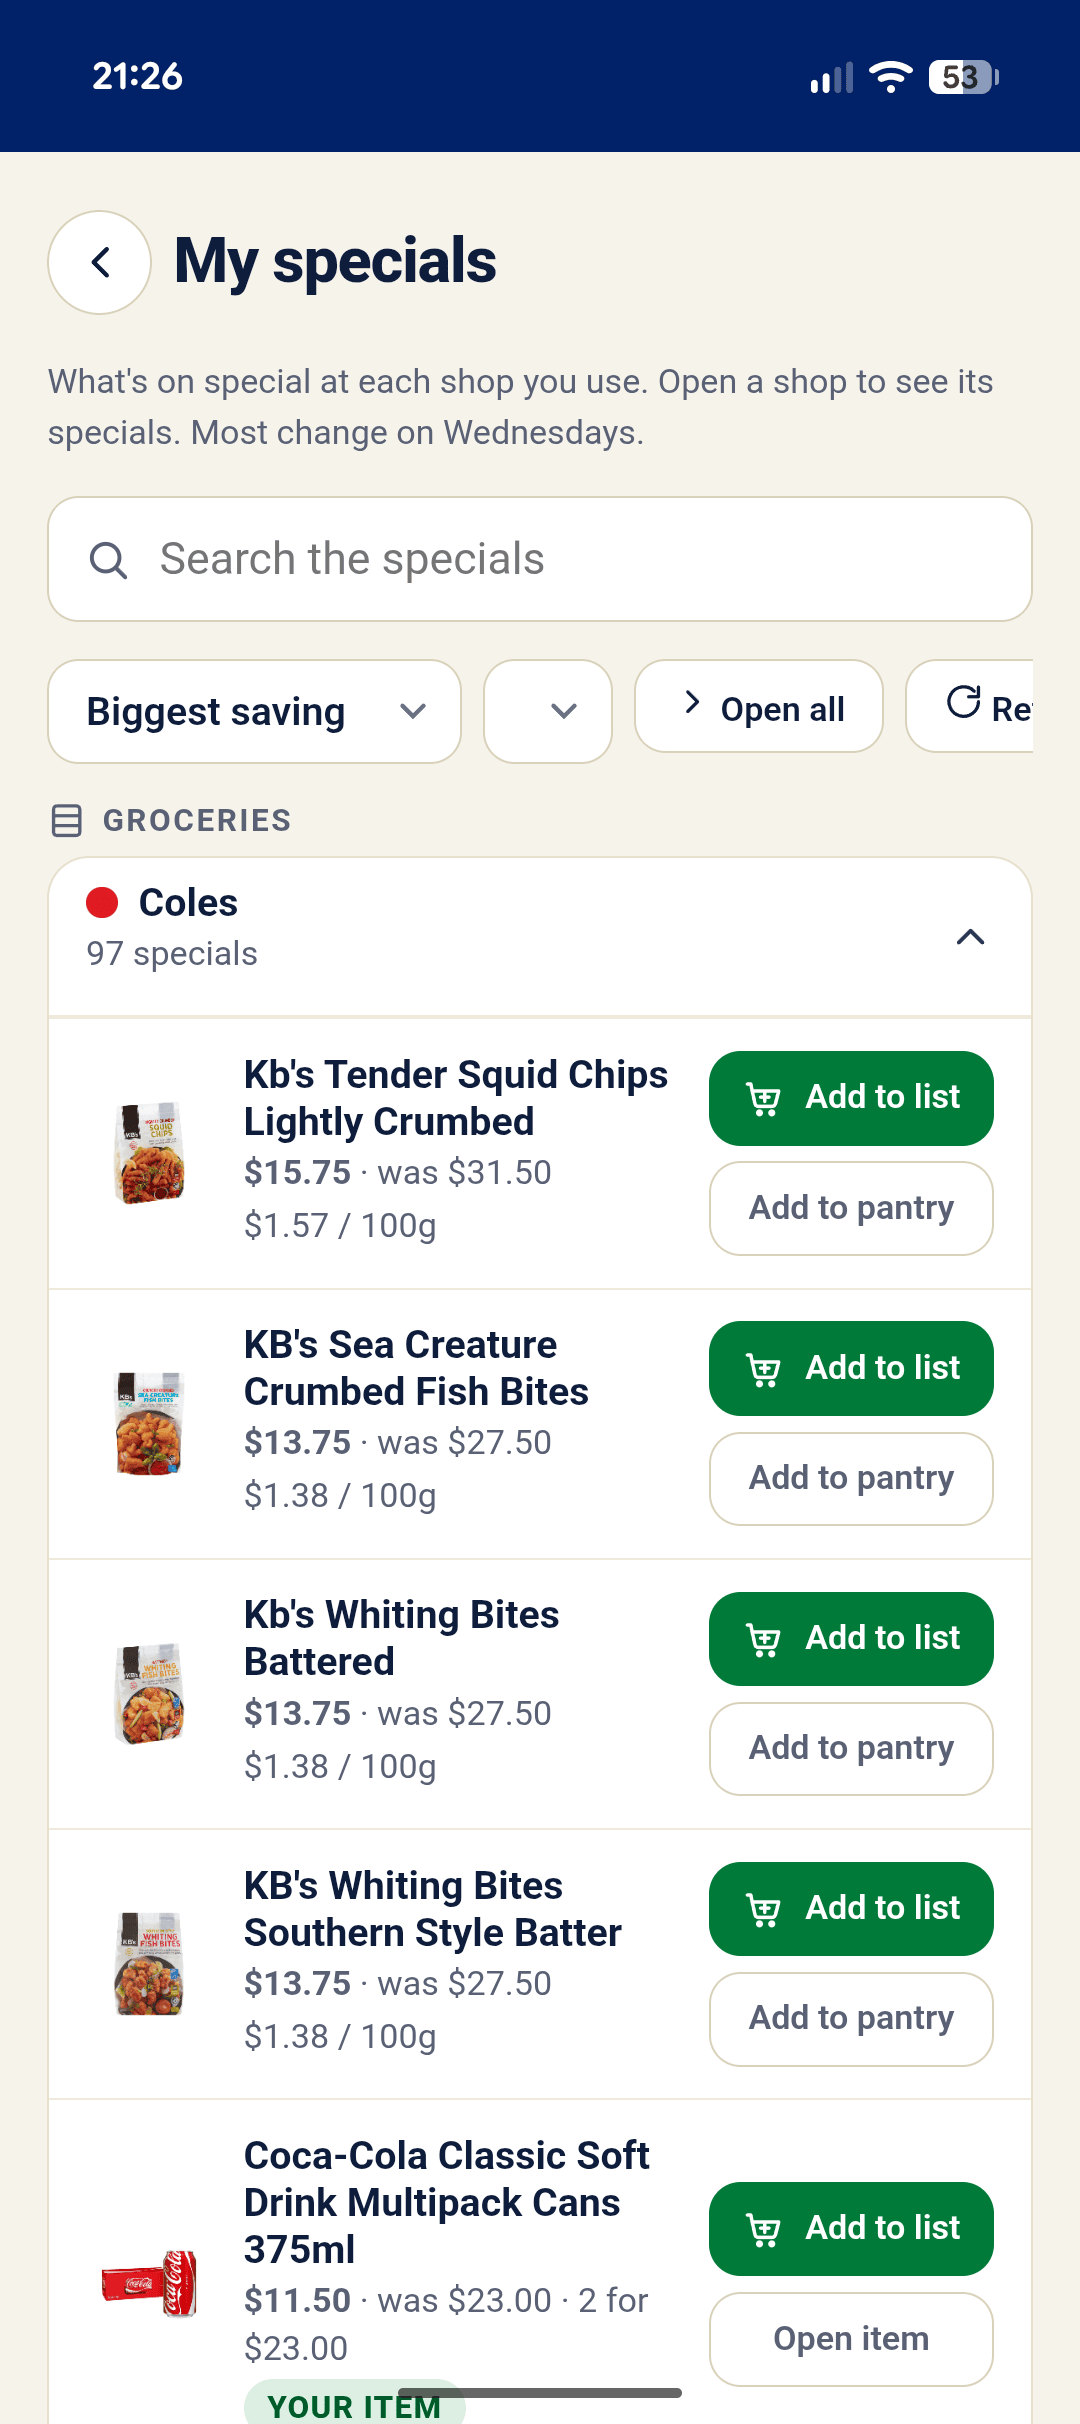 21:26
53
My specials
What's on special at each shop you use. Open a shop to see its
specials. Most change on Wednesdays.
Search the specials
Biggest saving
Open all
GROCERIES
Coles
97 specials
Kb's Tender Squid Chips
Lightly Crumbed
$15.75 · was $31.50
$1.57 / 100g
Add to list
Add to pantry
KB's Sea Creature
Crumbed Fish Bites
$13.75 · was $27.50
$1.38 / 100g
Add to list
Add to pantry
Kb's Whiting Bites
Battered
$13.75 · was $27.50
$1.38 / 100g
Add to list
Add to pantry
KB's Whiting Bites
Southern Style Batter
$13.75 · was $27.50
$1.38 / 100g
Add to list
Add to pantry
Coca-Cola Classic Soft
Drink Multipack Cans
375ml
$11.50 · was $23.00 · 2 for
$23.00
YOUR ITEM
Add to list
Open item